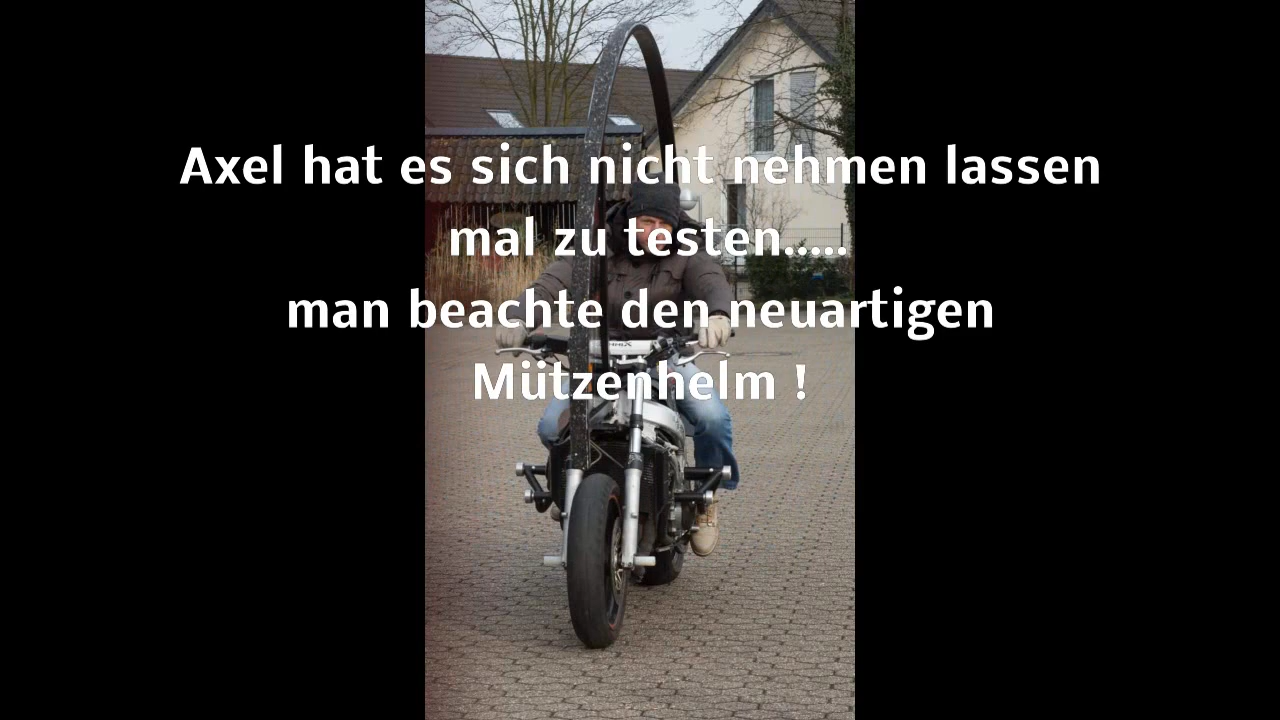 Axel hat es sich nicht nehmen lassen
mal zu testen.....
man beachte den neuartigen
Mützenhelm !